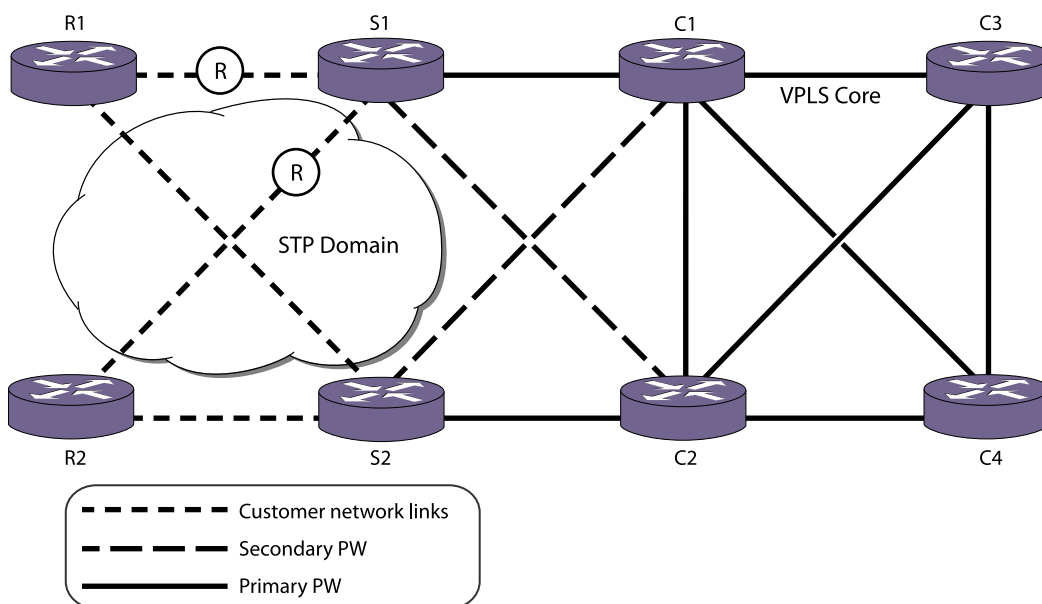 R1
S1
C1
C3
R
VPLS Core
R
STP Domain
R2
S2
C2
C4
Customer network links
Secondary PW
Primary PW